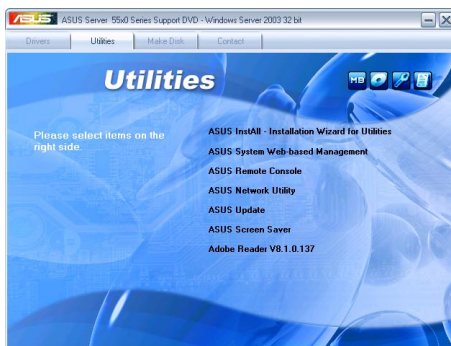 ASUS ASUS Server 55x0 Series Support DVD - Windows Server 2003 32 bit
Drivers Utilities Make Disk Contact
Utilities
MB
Please select items on the
right side.
ASUS InstAll - Installation Wizard for Utilities
ASUS System Web-based Management
ASUS Remote Console
ASUS Network Utility
ASUS Update
ASUS Screen Saver
Adobe Reader V8.1.0.137